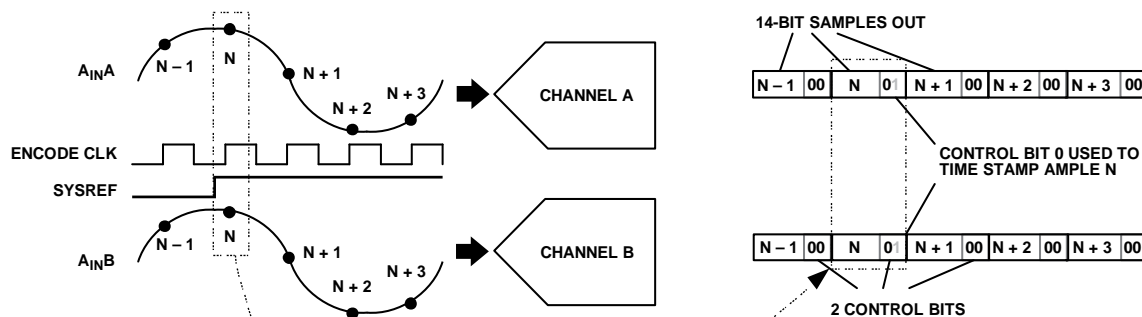 14-BIT SAMPLES OUT
AINA
N – 1
N
N + 1
N + 2
N + 3
CHANNEL A
N – 1 00 N 01 N + 1 00 N + 2 00 N + 3 00
ENCODE CLK
SYSREF
CONTROL BIT 0 USED TO
TIME STAMP AMPLE N
AINB
N – 1
N
N + 1
N + 2
N + 3
CHANNEL B
N – 1 00 N 01 N + 1 00 N + 2 00 N + 3 00
2 CONTROL BITS